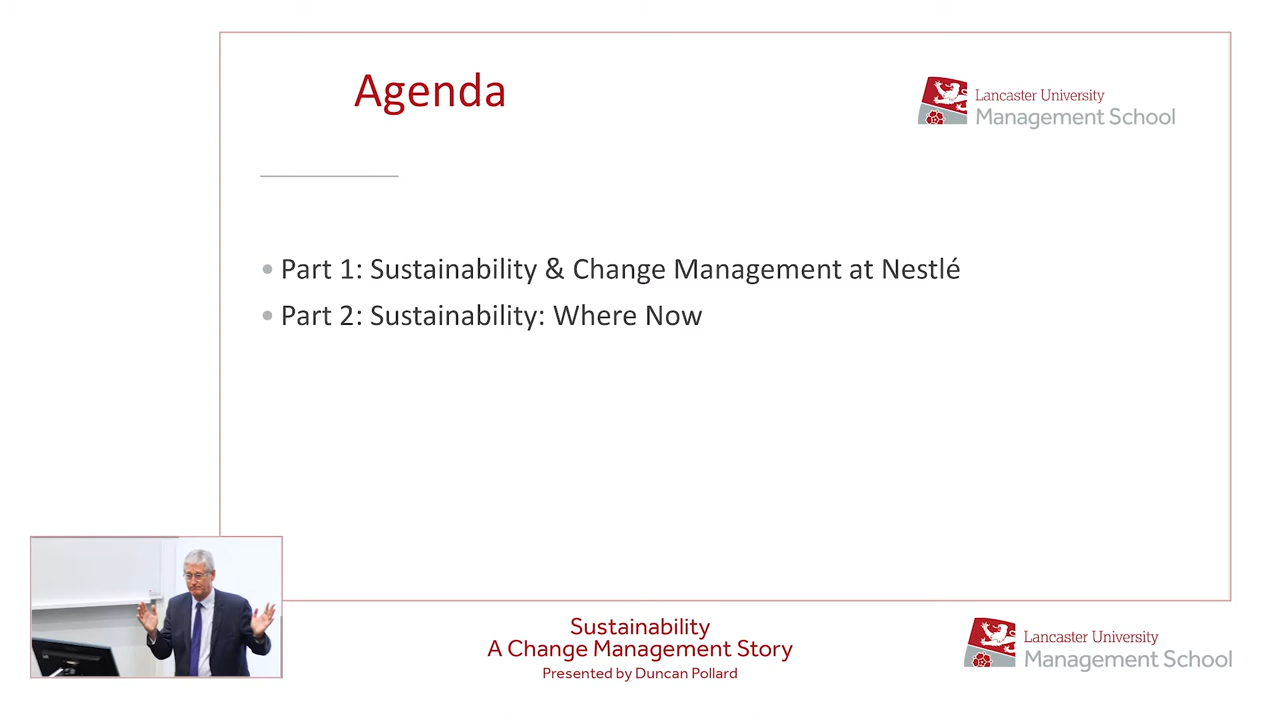 Agenda
Lancaster University
Management School
• Part 1: Sustainability & Change Management at Nestlé
• Part 2: Sustainability: Where Now
Sustainability
A Change Management Story
Presented by Duncan Pollard
Lancaster University
Management School